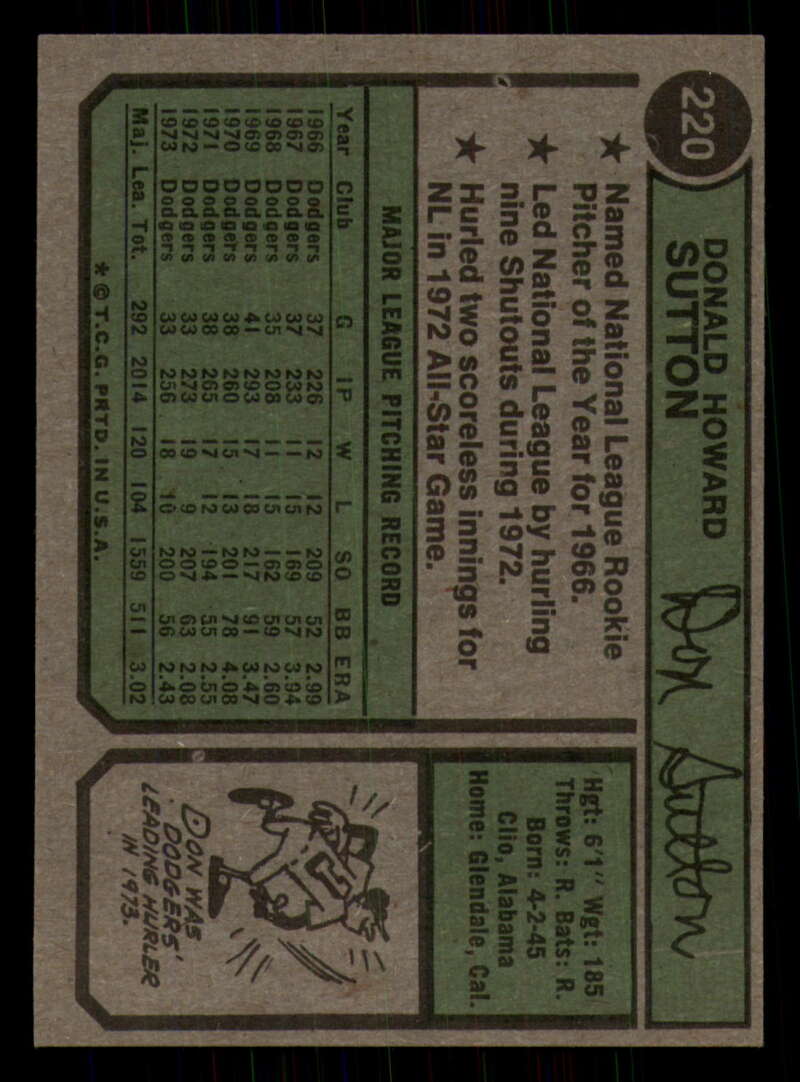 220
DONALD HOWARD
SUTTON
Don Sutton
★ Named National League Rookie
Pitcher of the Year for 1966.
★ Led National League by hurling
nine Shutouts during 1972.
★ Hurled two scoreless innings for
NL in 1972 All-Star Game.
MAJOR LEAGUE PITCHING RECORD
Year Club G IP W L SO BB ERA
1966 Dodgers 37 226 12 12 209 52 2.99
1967 Dodgers 37 233 11 15 169 57 3.94
1968 Dodgers 35 208 11 15 162 59 2.60
1969 Dodgers 41 293 17 18 217 91 3.47
1970 Dodgers 38 260 15 13 201 78 4.08
1971 Dodgers 38 265 17 12 194 55 2.55
1972 Dodgers 33 273 19 9 207 63 2.08
1973 Dodgers 33 256 18 10 200 56 2.43
Maj. Lea. Tot. 292 2014 120 104 1559 511 3.02
* © T.C.G. PRTD. IN U.S.A.
Hgt: 6'1" Wgt: 185
Throws: R. Bats: R.
Born: 4-2-45
Clio, Alabama
Home: Glendale, Cal.
DON WAS
DODGERS'
LEADING HURLER
IN 1973.